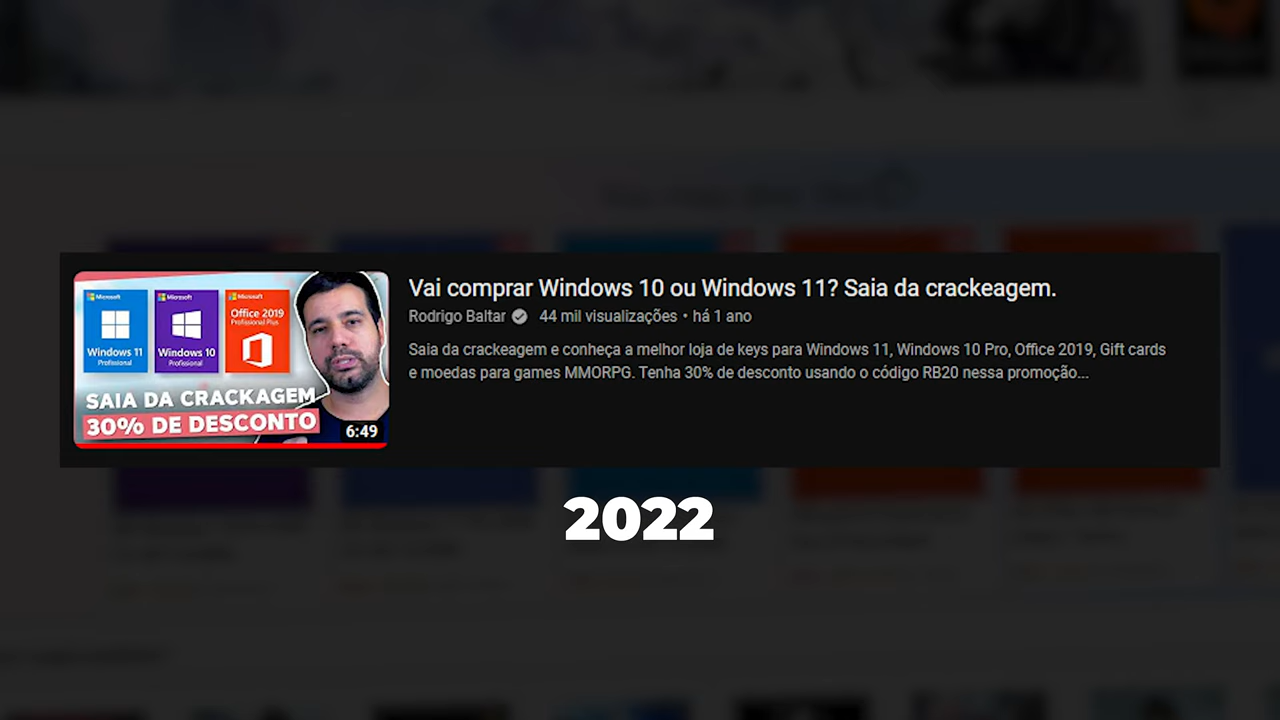 Vai comprar Windows 10 ou Windows 11? Saia da crackeagem.
Rodrigo Baltar 44 mil visualizações • há 1 ano
Saia da crackeagem e conheça a melhor loja de keys para Windows 11, Windows 10 Pro, Office 2019, Gift cards
e moedas para games MMORPG. Tenha 30% de desconto usando o código RB20 nessa promoção...
Microsoft
Windows 11
Profissional
Microsoft
Windows 10
Profissional
Microsoft
Office 2019
Profissional Plus
SAIA DA CRACKAGEM
30% DE DESCONTO
6:49
2022